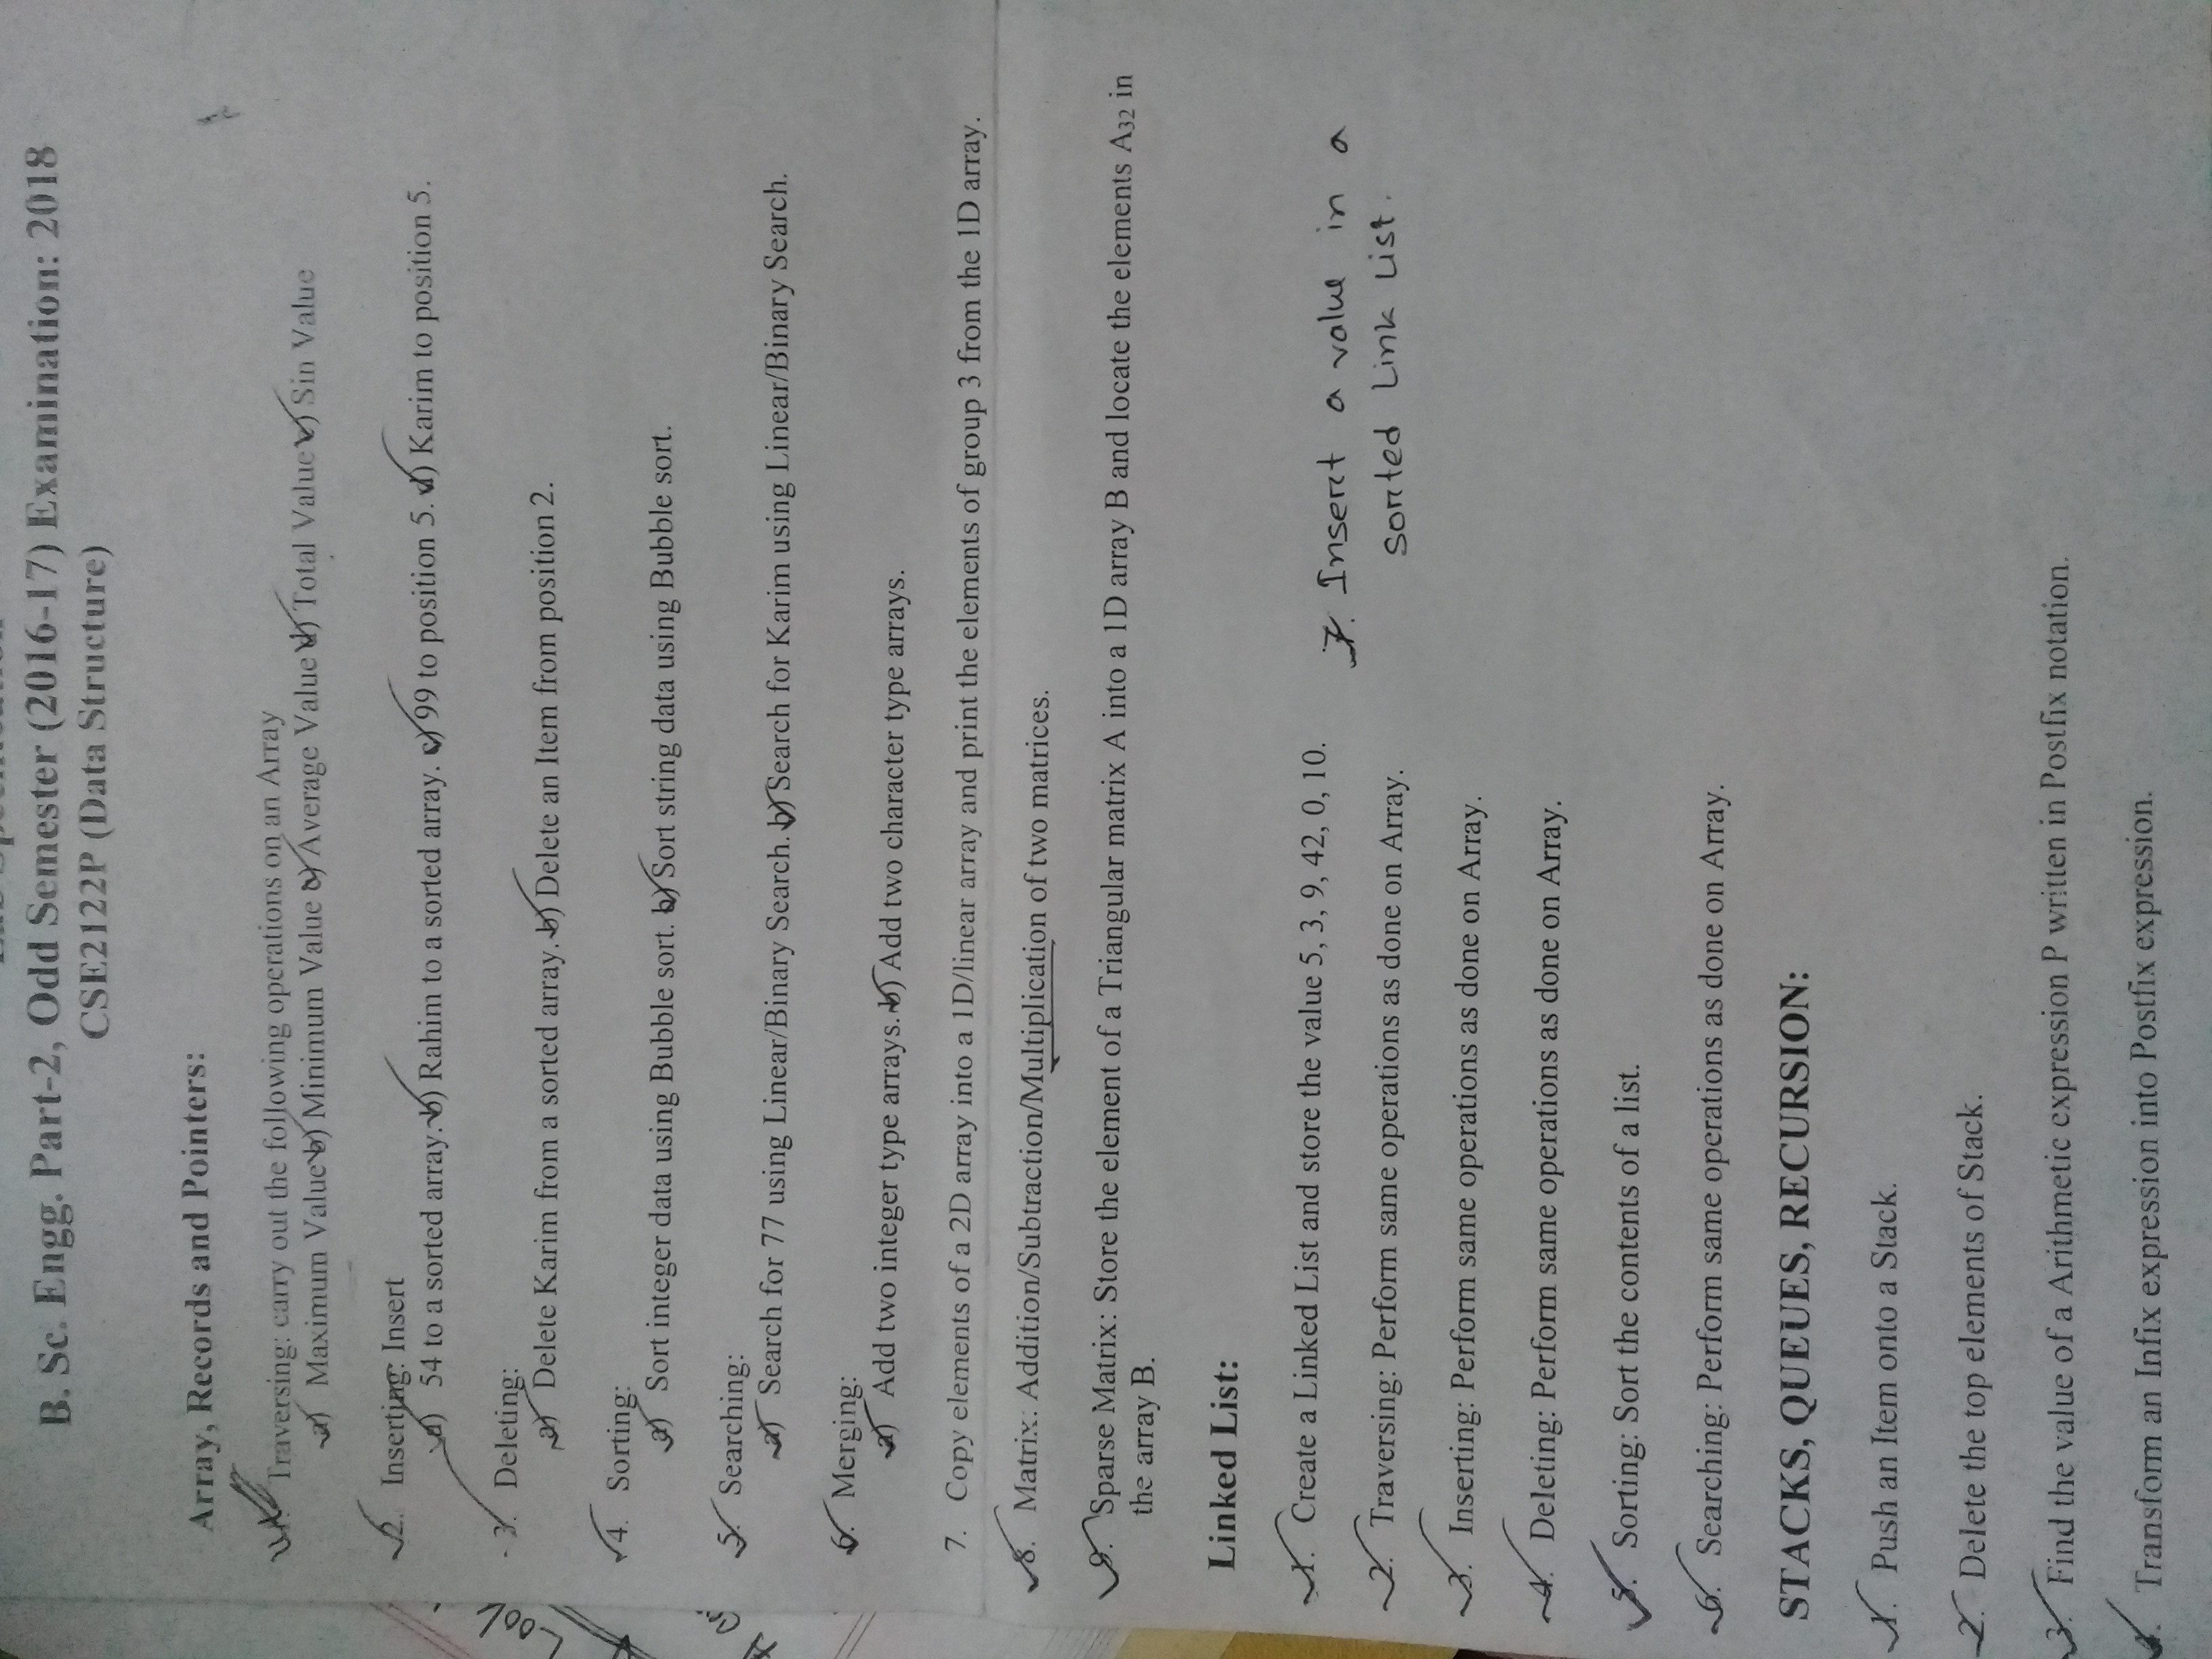 Lab Specification
B. Sc. Engg. Part-2, Odd Semester (2016-17) Examination: 2018
CSE2122P (Data Structure)
Array, Records and Pointers:
1. Traversing: carry out the following operations on an Array
a) Maximum Value b) Minimum Value c) Average Value d) Total Value e) Sin Value
2. Inserting: Insert
a) 54 to a sorted array. b) Rahim to a sorted array. c) 99 to position 5. d) Karim to position 5.
3. Deleting:
a) Delete Karim from a sorted array. b) Delete an Item from position 2.
4. Sorting:
a) Sort integer data using Bubble sort. b) Sort string data using Bubble sort.
5. Searching:
a) Search for 77 using Linear/Binary Search. b) Search for Karim using Linear/Binary Search.
6. Merging:
a) Add two integer type arrays. b) Add two character type arrays.
7. Copy elements of a 2D array into a 1D/linear array and print the elements of group 3 from the 1D array.
8. Matrix: Addition/Subtraction/Multiplication of two matrices.
9. Sparse Matrix: Store the element of a Triangular matrix A into a 1D array B and locate the elements A32 in
the array B.
Linked List:
1. Create a Linked List and store the value 5, 3, 9, 42, 0, 10.
2. Traversing: Perform same operations as done on Array.
3. Inserting: Perform same operations as done on Array.
4. Deleting: Perform same operations as done on Array.
5. Sorting: Sort the contents of a list.
6. Searching: Perform same operations as done on Array.
7. Insert a value in a
sorted Link List.
STACKS, QUEUES, RECURSION:
1. Push an Item onto a Stack.
2. Delete the top elements of Stack.
3. Find the value of a Arithmetic expression P written in Postfix notation.
4. Transform an Infix expression into Postfix expression.